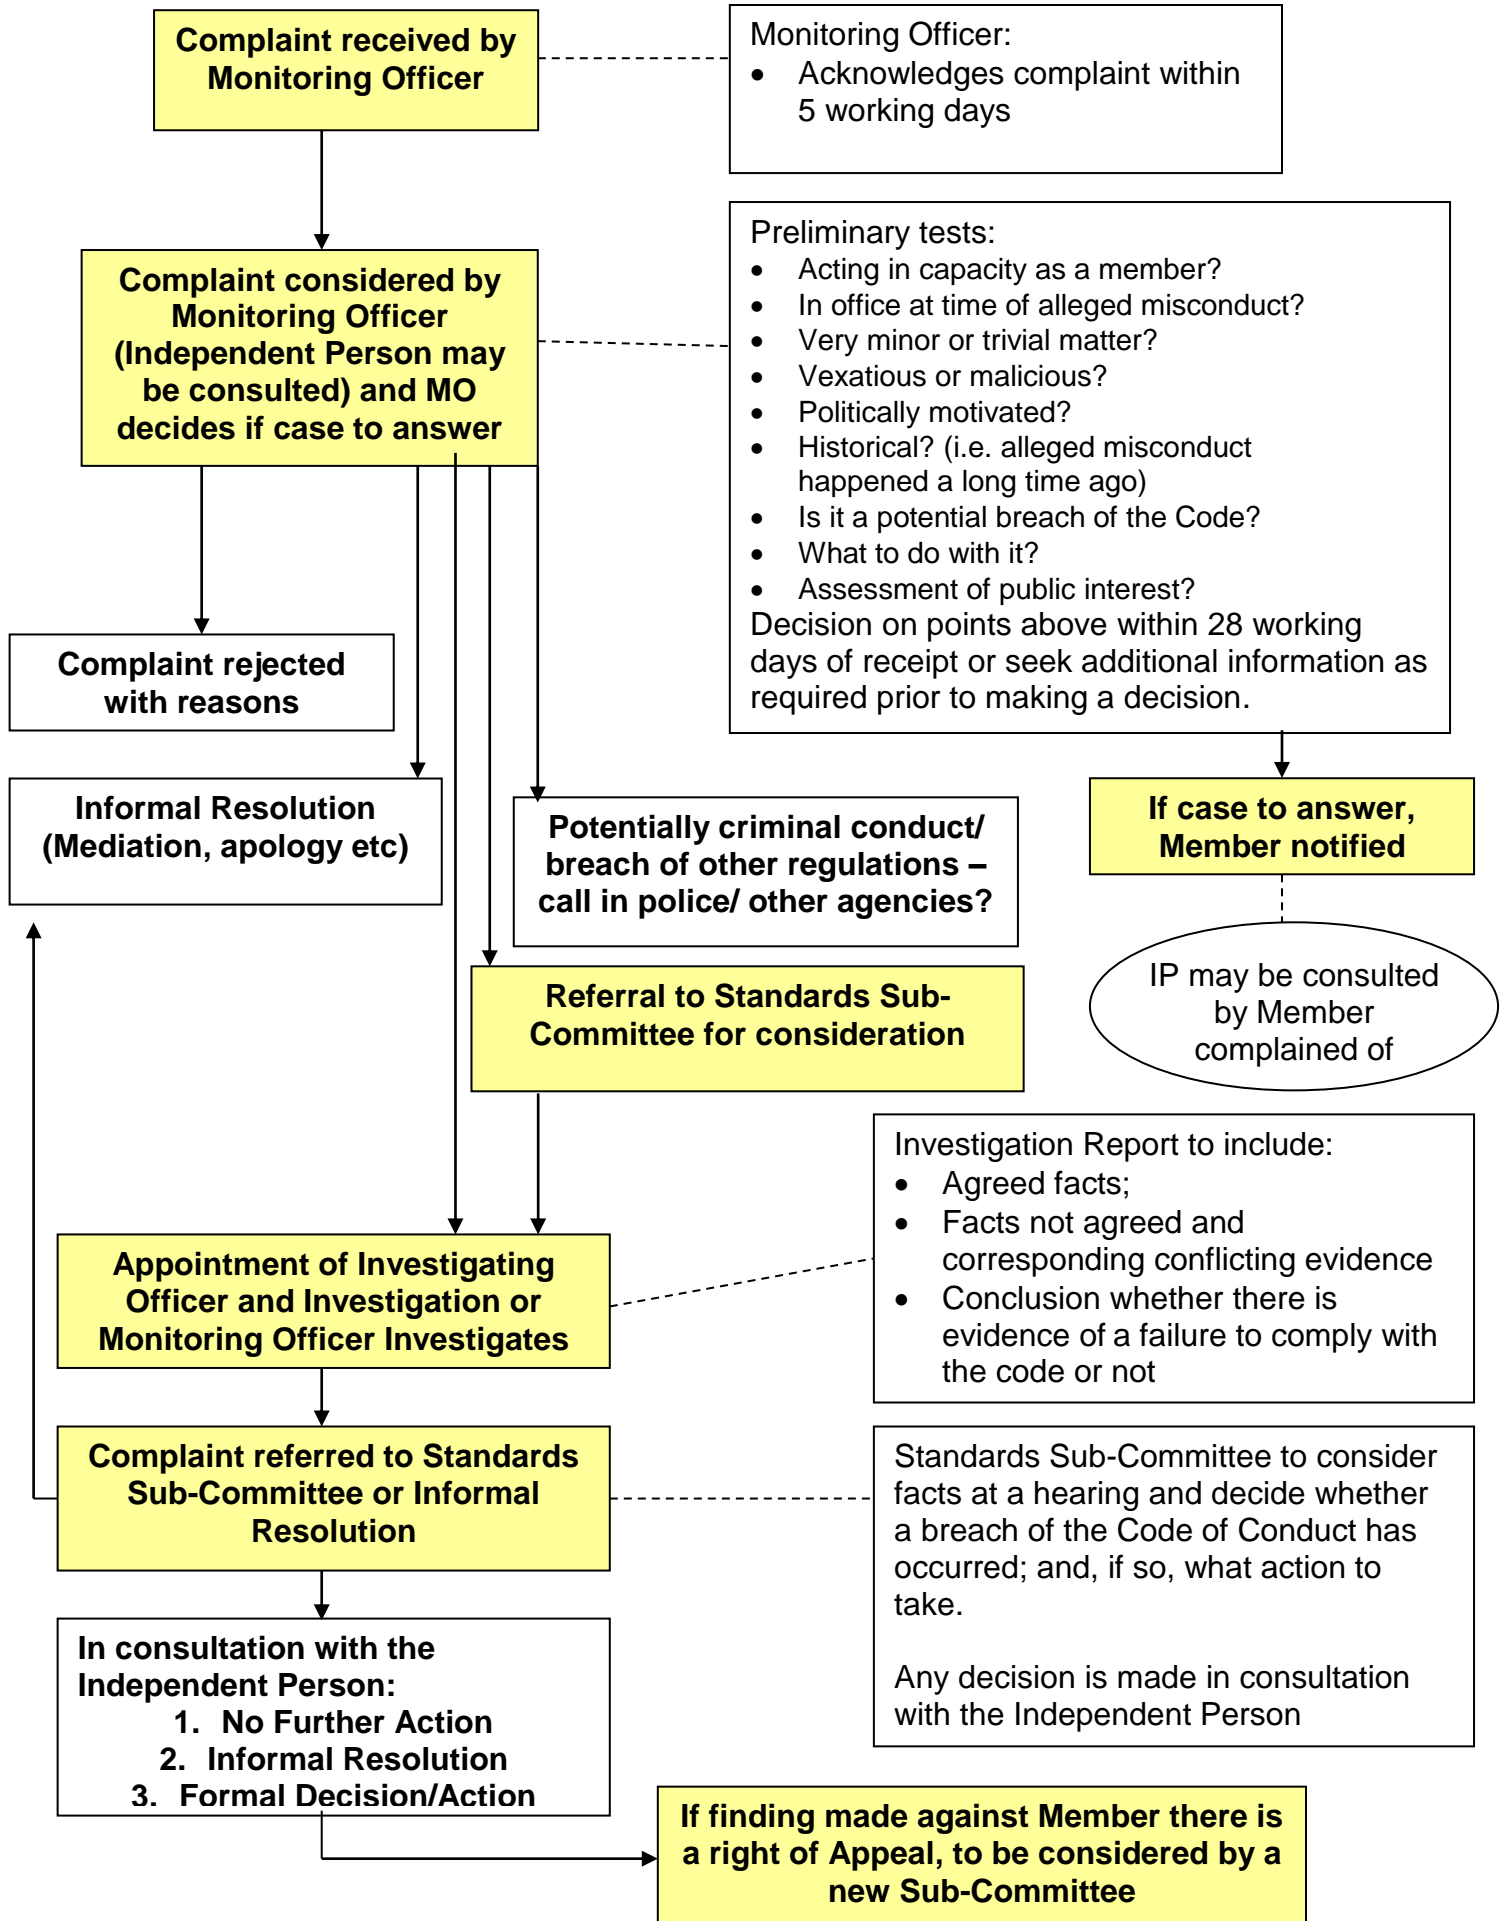 Complaint received by
Monitoring Officer
Monitoring Officer:
• Acknowledges complaint within
5 working days
Complaint considered by
Monitoring Officer
(Independent Person may
be consulted) and MO
decides if case to answer
Preliminary tests:
• Acting in capacity as a member?
• In office at time of alleged misconduct?
• Very minor or trivial matter?
• Vexatious or malicious?
• Politically motivated?
• Historical? (i.e. alleged misconduct
happened a long time ago)
• Is it a potential breach of the Code?
• What to do with it?
• Assessment of public interest?
Decision on points above within 28 working
days of receipt or seek additional information as
required prior to making a decision.
Complaint rejected
with reasons
Informal Resolution
(Mediation, apology etc)
Potentially criminal conduct/
breach of other regulations –
call in police/ other agencies?
If case to answer,
Member notified
IP may be consulted
by Member
complained of
Referral to Standards Sub-
Committee for consideration
Investigation Report to include:
• Agreed facts;
• Facts not agreed and
corresponding conflicting evidence
• Conclusion whether there is
evidence of a failure to comply with
the code or not
Appointment of Investigating
Officer and Investigation or
Monitoring Officer Investigates
Complaint referred to Standards
Sub-Committee or Informal
Resolution
Standards Sub-Committee to consider
facts at a hearing and decide whether
a breach of the Code of Conduct has
occurred; and, if so, what action to
take.
Any decision is made in consultation
with the Independent Person
In consultation with the
Independent Person:
1. No Further Action
2. Informal Resolution
3. Formal Decision/Action
If finding made against Member there is
a right of Appeal, to be considered by a
new Sub-Committee